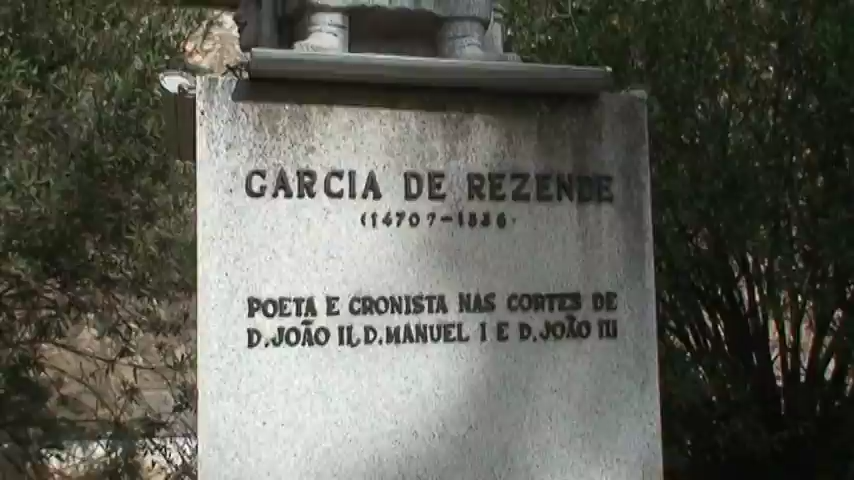 GARCIA DE REZENDE
(1470?-1536)
POETA E CRONISTA NAS CORTES DE
D.JOÃO II,D.MANUEL I E D.JOÃO III